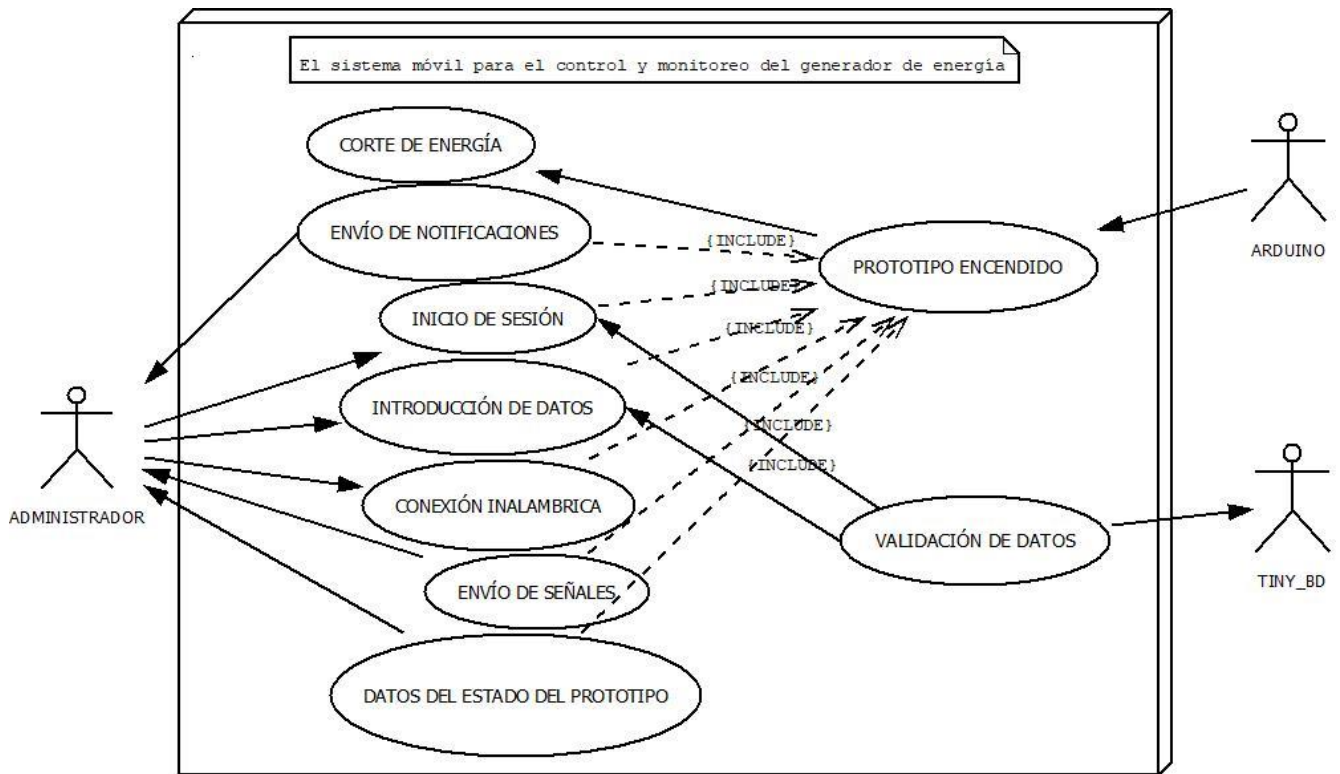 El sistema móvil para el control y monitoreo del generador de energía
CORTE DE ENERGÍA
ENVÍO DE NOTIFICACIONES
{INCLUDE}
PROTOTIPO ENCENDIDO
ARDUINO
{INCLUDE}
INICIO DE SESIÓN
{INCLUDE}
{INCLUDE}
INTRODUCCIÓN DE DATOS
{INCLUDE}
{INCLUDE}
CONEXIÓN INALAMBRICA
ADMINISTRADOR
VALIDACIÓN DE DATOS
TINY_BD
ENVÍO DE SEÑALES
DATOS DEL ESTADO DEL PROTOTIPO